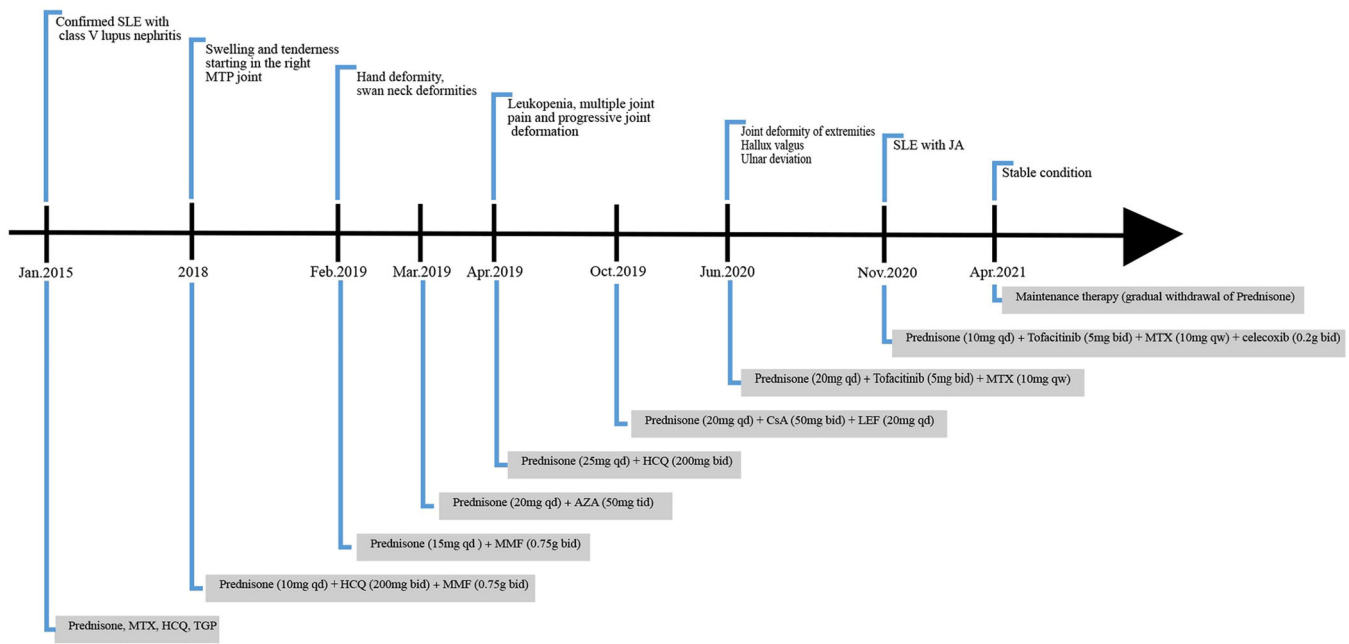 Confirmed SLE with
class V lupus nephritis
Swelling and tenderness
starting in the right
MTP joint
Hand deformity,
swan neck deformities
Leukopenia, multiple joint
pain and progressive joint
deformation
Joint deformity of extremities
Hallux valgus
Ulnar deviation
SLE with JA
Stable condition
Jan.2015
2018
Feb.2019
Mar.2019
Apr.2019
Oct.2019
Jun.2020
Nov.2020
Apr.2021
Maintenance therapy (gradual withdrawal of Prednisone)
Prednisone (10mg qd) + Tofacitinib (5mg bid) + MTX (10mg qw) + celecoxib (0.2g bid)
Prednisone (20mg qd) + Tofacitinib (5mg bid) + MTX (10mg qw)
Prednisone (20mg qd) + CsA (50mg bid) + LEF (20mg qd)
Prednisone (25mg qd) + HCQ (200mg bid)
Prednisone (20mg qd) + AZA (50mg tid)
Prednisone (15mg qd ) + MMF (0.75g bid)
Prednisone (10mg qd) + HCQ (200mg bid) + MMF (0.75g bid)
Prednisone, MTX, HCQ, TGP